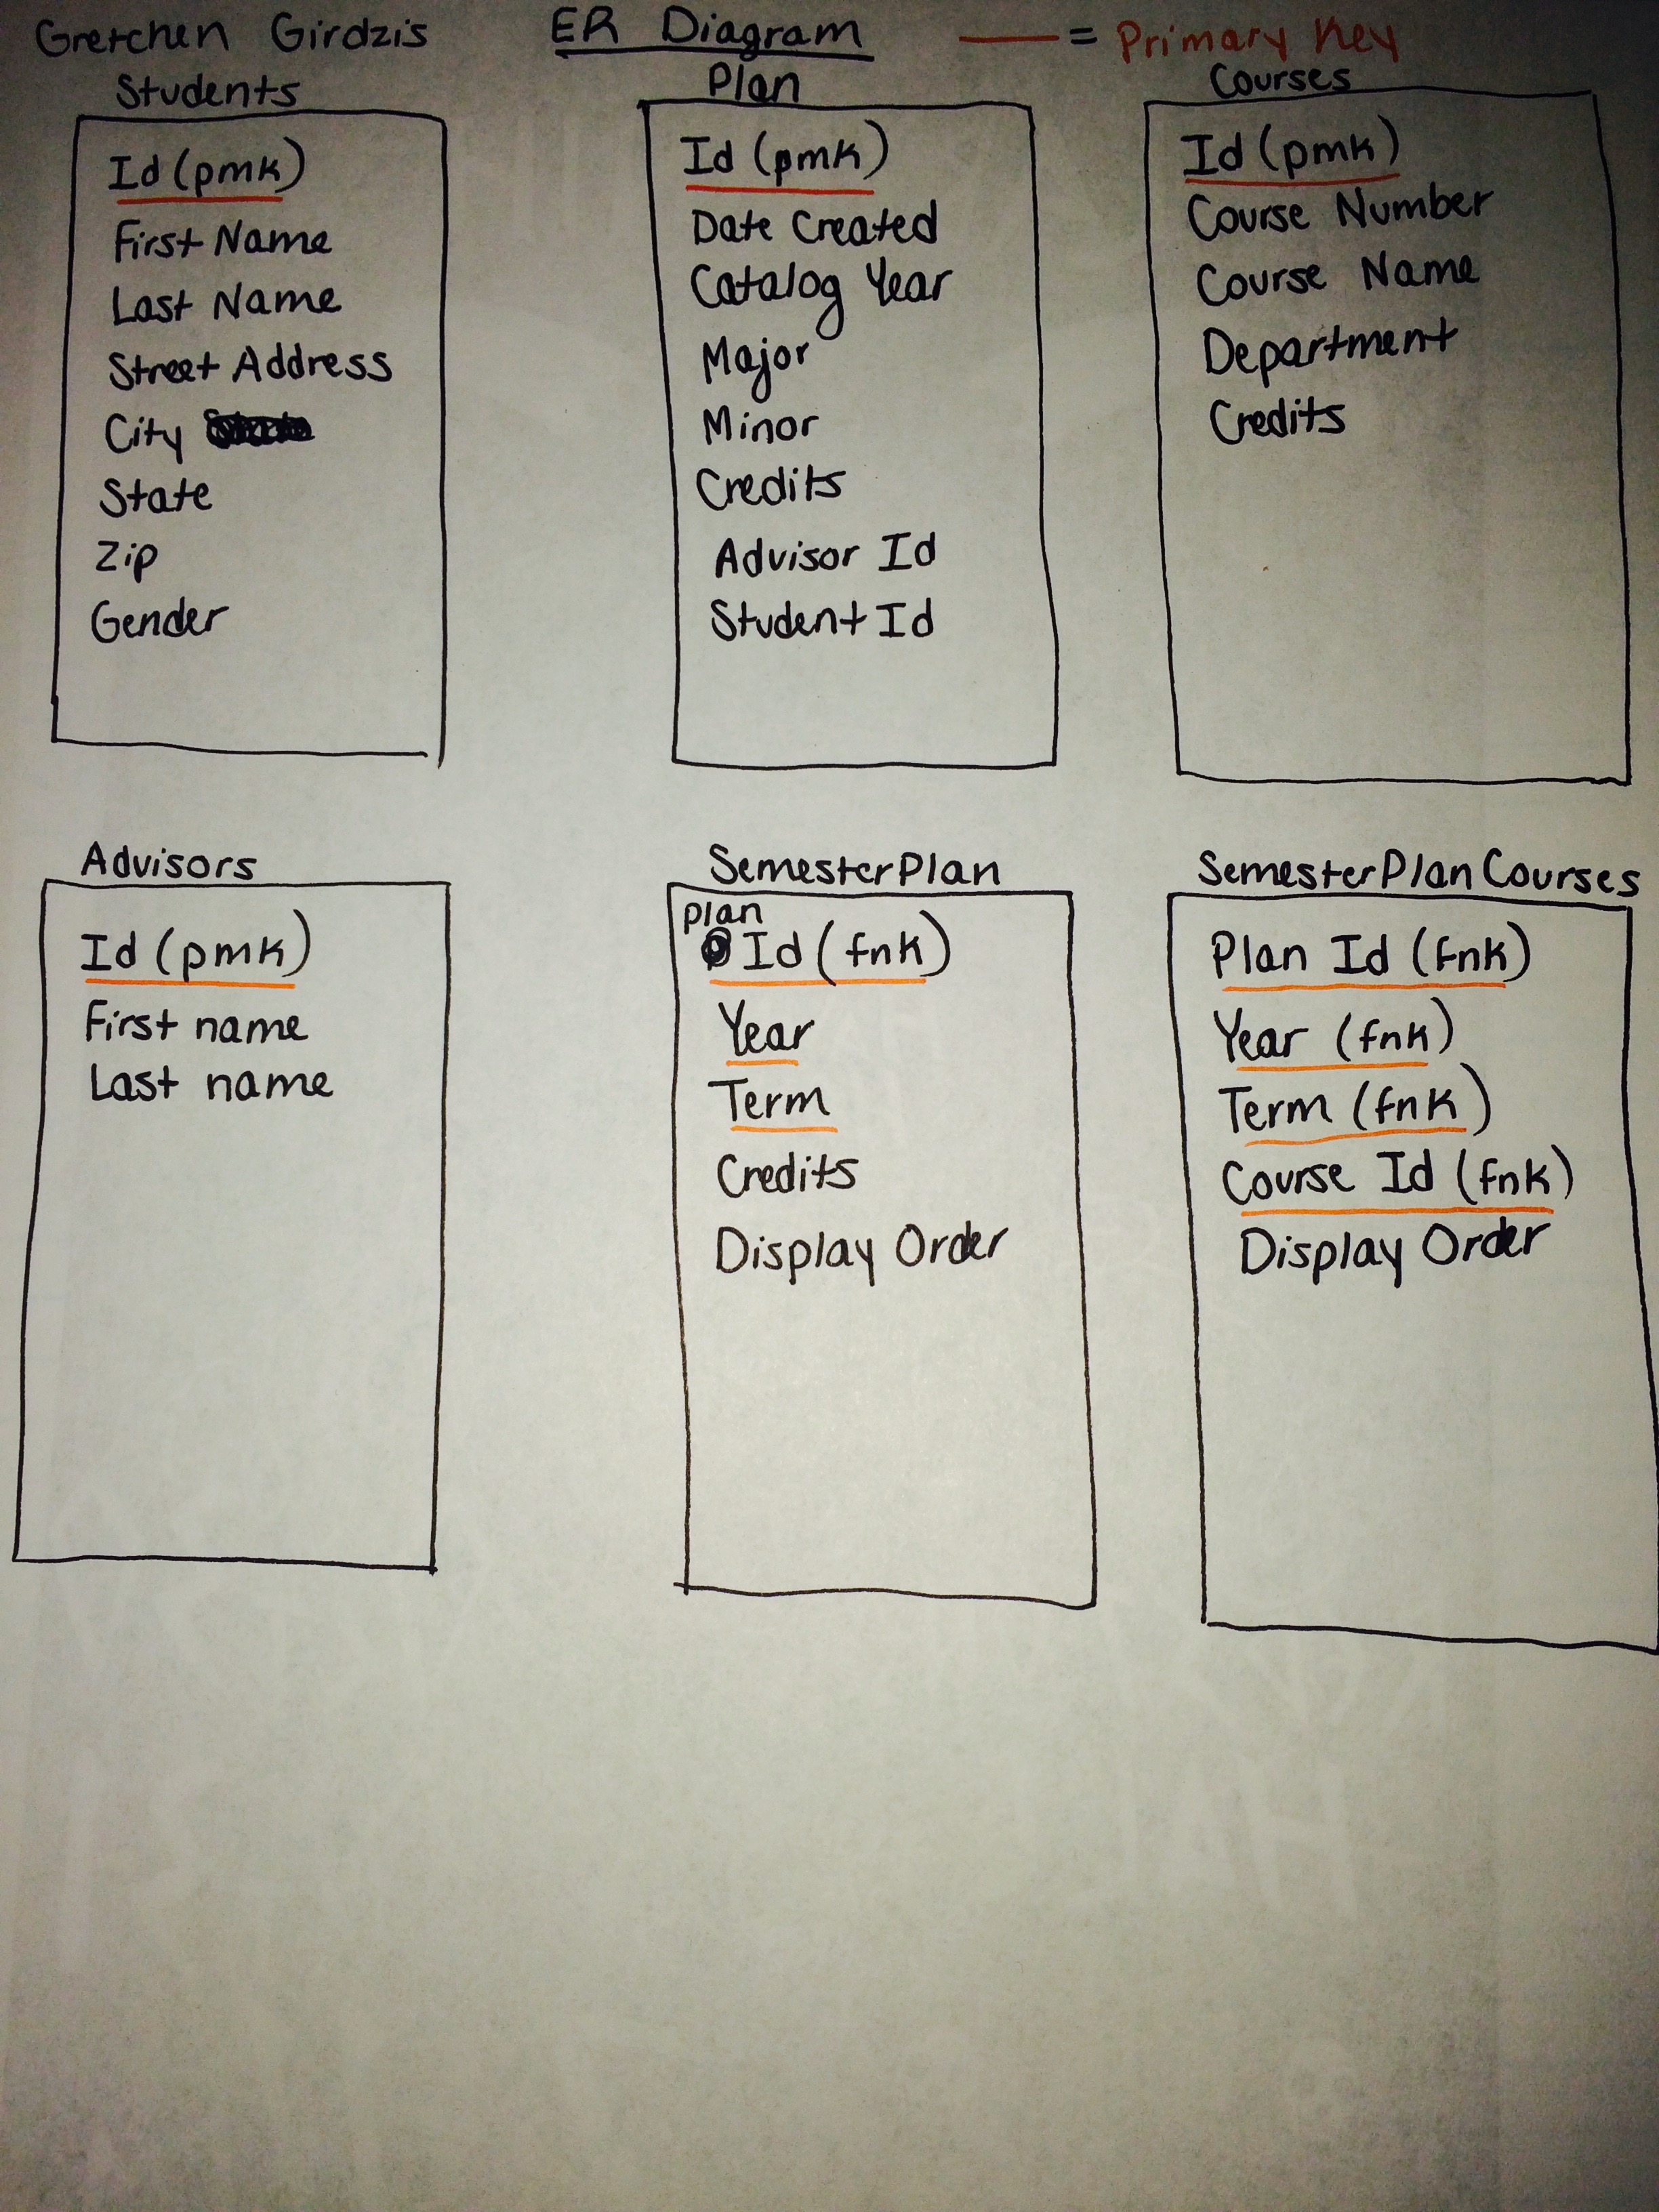 Gretchen Girdzis
ER Diagram
= Primary Key
Students
Id (pmk)
First Name
Last Name
Street Address
City
State
Zip
Gender
Plan
Id (pmk)
Date Created
Catalog Year
Major
Minor
Credits
Advisor Id
Student Id
Courses
Id (pmk)
Course Number
Course Name
Department
Credits
Advisors
Id (pmk)
First name
Last name
SemesterPlan
plan
Id (fnk)
Year
Term
Credits
Display Order
SemesterPlanCourses
Plan Id (fnk)
Year (fnk)
Term (fnk)
Course Id (fnk)
Display Order